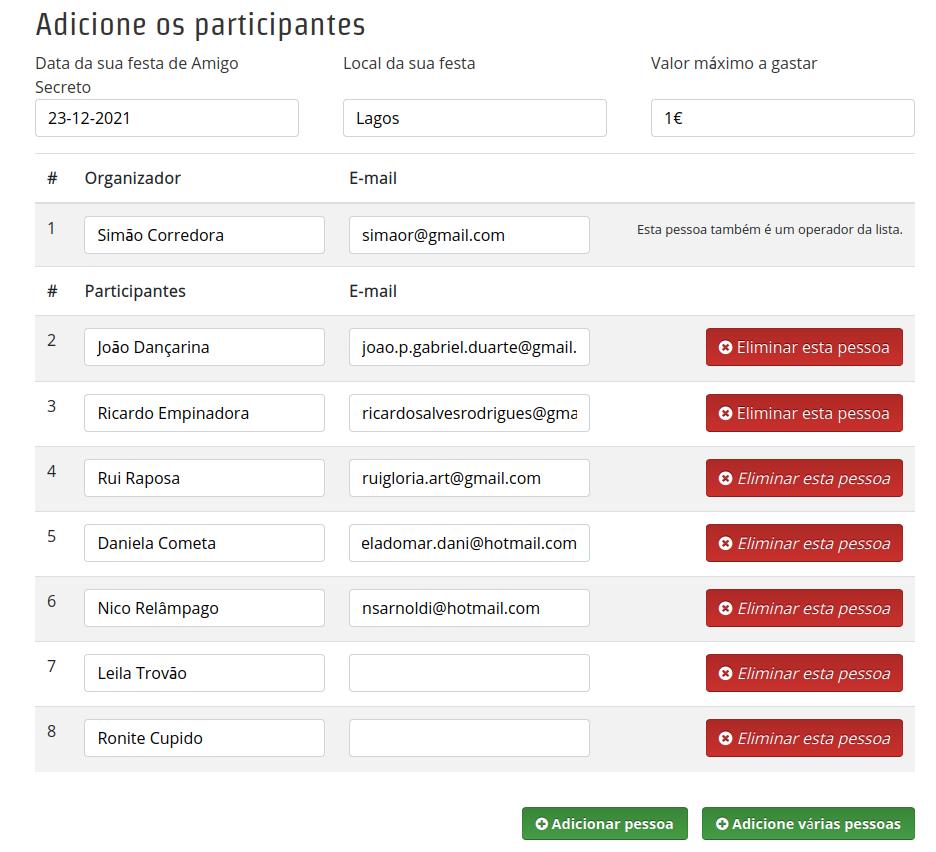 Adicione os participantes
Data da sua festa de Amigo Secreto
Local da sua festa
Valor máximo a gastar
23-12-2021
Lagos
1€
# Organizador E-mail
1 Simão Corredora simaor@gmail.com Esta pessoa também é um operador da lista.
# Participantes E-mail
2 João Dançarina joao.p.gabriel.duarte@gmail. Eliminar esta pessoa
3 Ricardo Empinadora ricardosalvesrodrigues@gma Eliminar esta pessoa
4 Rui Raposa ruigloria.art@gmail.com Eliminar esta pessoa
5 Daniela Cometa eladomar.dani@hotmail.com Eliminar esta pessoa
6 Nico Relâmpago nsarnoldi@hotmail.com Eliminar esta pessoa
7 Leila Trovão Eliminar esta pessoa
8 Ronite Cupido Eliminar esta pessoa
Adicionar pessoa Adicione várias pessoas